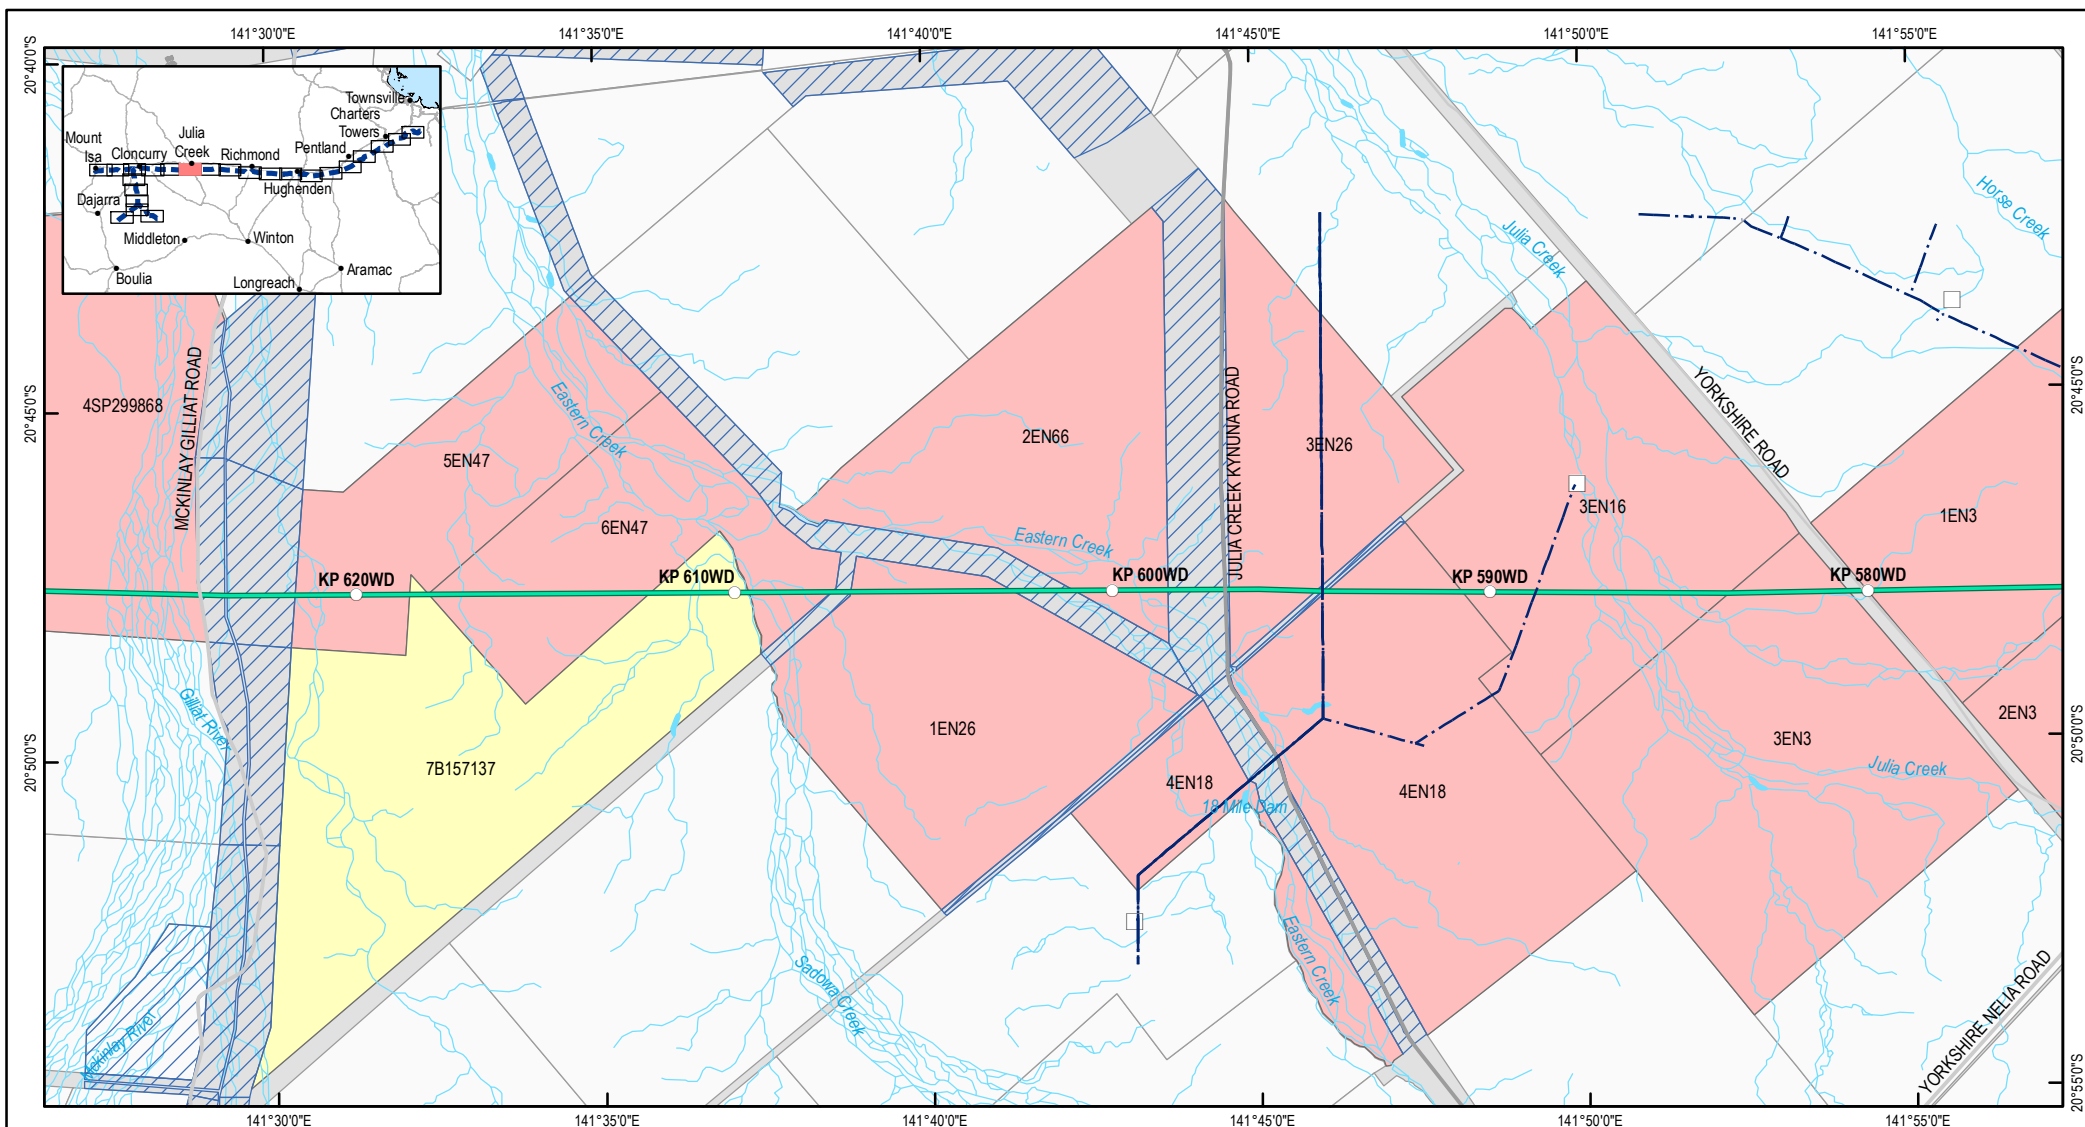 141°30'0"E
141°35'0"E
141°40'0"E
141°45'0"E
141°50'0"E
141°55'0"E
20°40'0"S
Townsville
Charters
Towers
Mount
Isa
Cloncurry
Julia
Creek
Richmond
Pentland
Hughenden
Dajarra
Middleton
Winton
Boulia
Longreach
Aramac
Horse Creek
Julia Creek
20°45'0"S
20°45'0"S
4SP299868
MCKINLAY GILLIAT ROAD
5EN47
Eastern Creek
6EN47
2EN66
Eastern Creek
JULIA CREEK KYNUNA ROAD
3EN26
3EN16
YORKSHIRE ROAD
1EN3
KP 620WD
KP 610WD
KP 600WD
KP 590WD
KP 580WD
Gilliat River
7B157137
1EN26
4EN18
18 Mile Dam
4EN18
3EN3
2EN3
Julia Creek
20°50'0"S
20°50'0"S
Mckinlay River
Sadowa Creek
Eastern Creek
YORKSHIRE NELIA ROAD
20°55'0"S
141°30'0"E
141°35'0"E
141°40'0"E
141°45'0"E
141°50'0"E
141°55'0"E